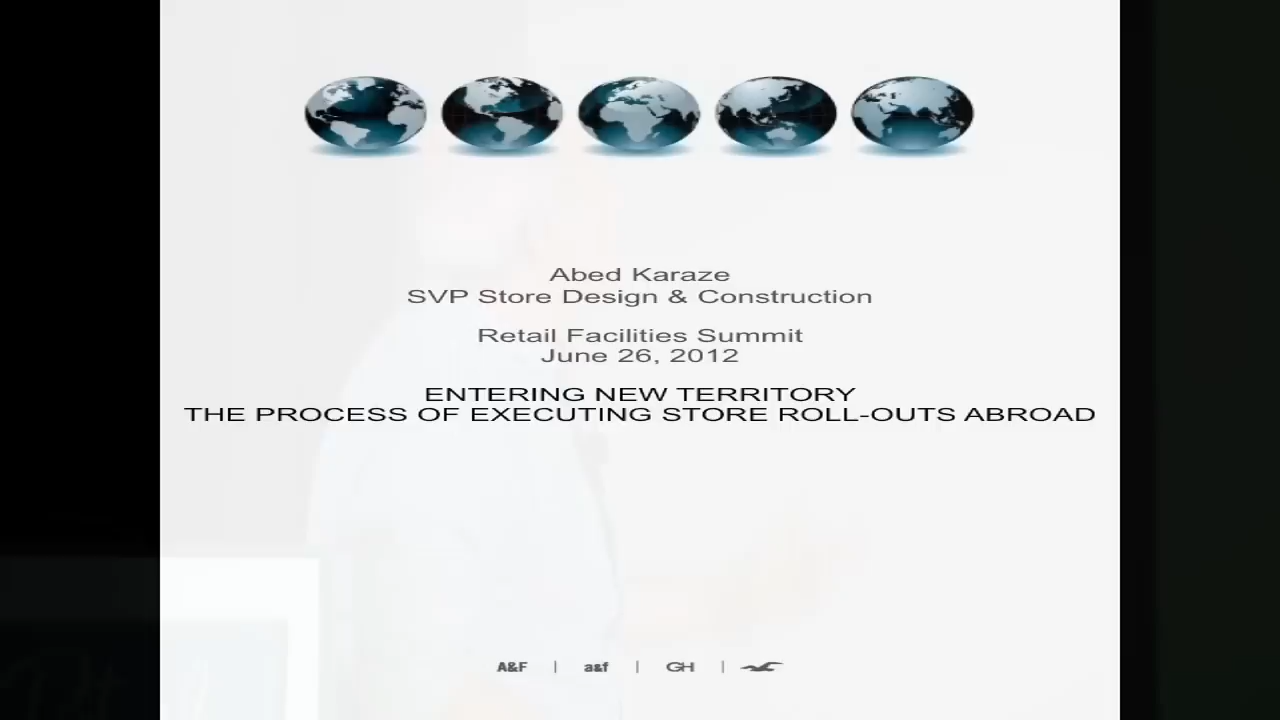 Abed Karaze
SVP Store Design & Construction
Retail Facilities Summit
June 26, 2012
ENTERING NEW TERRITORY
THE PROCESS OF EXECUTING STORE ROLL-OUTS ABROAD
A&F | a&f | GH |